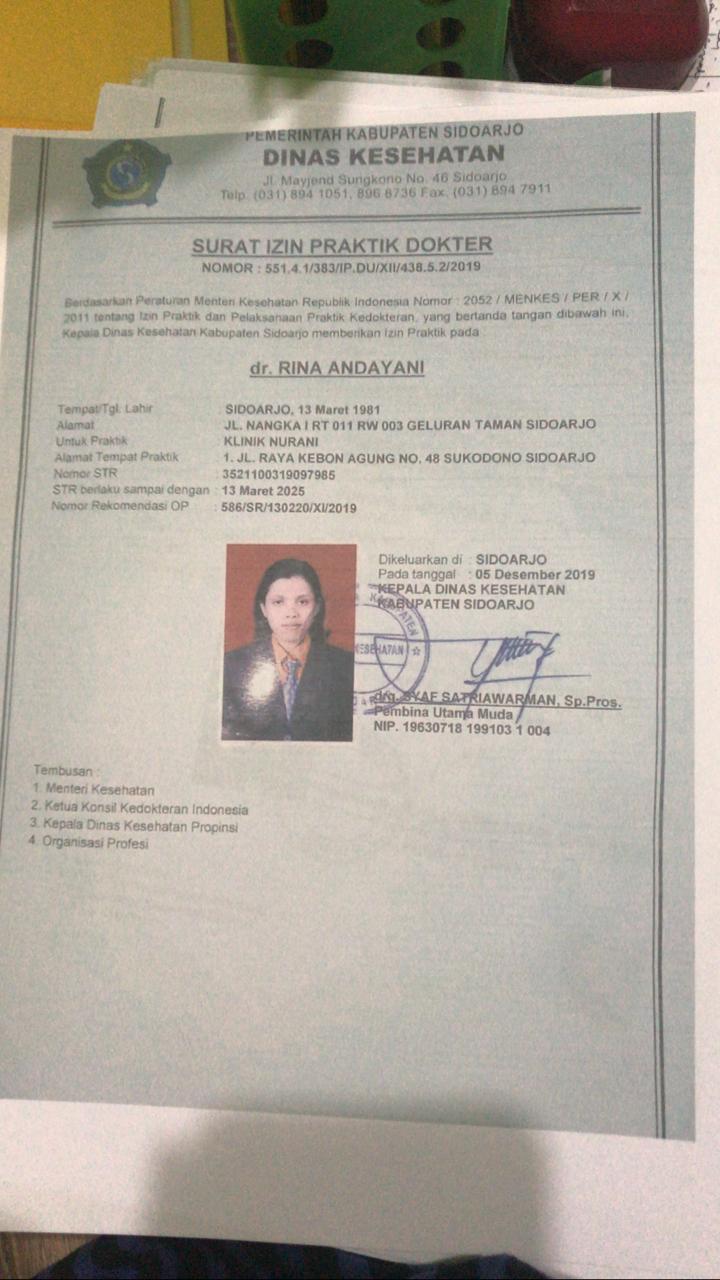 PEMERINTAH KABUPATEN SIDOARJO
DINAS KESEHATAN
Jl. Mayjend Sungkono No. 46 Sidoarjo
Telp. (031) 894 1051, 896 8736 Fax. (031) 894 7911
SURAT IZIN PRAKTIK DOKTER
NOMOR : 551.4.1/383/IP.DU/XII/438.5.2/2019
Berdasarkan Peraturan Menteri Kesehatan Republik Indonesia Nomor : 2052 / MENKES / PER / X /
2011 tentang Izin Praktik dan Pelaksanaan Praktik Kedokteran, yang bertanda tangan dibawah ini,
Kepala Dinas Kesehatan Kabupaten Sidoarjo memberikan Izin Praktik pada :
dr. RINA ANDAYANI
Tempat/Tgl. Lahir : SIDOARJO, 13 Maret 1981
Alamat : JL. NANGKA I RT 011 RW 003 GELURAN TAMAN SIDOARJO
Untuk Praktik : KLINIK NURANI
Alamat Tempat Praktik : 1. JL. RAYA KEBON AGUNG NO. 48 SUKODONO SIDOARJO
Nomor STR : 3521100319097985
STR berlaku sampai dengan : 13 Maret 2025
Nomor Rekomendasi OP : 586/SR/130220/XI/2019
Dikeluarkan di : SIDOARJO
Pada tanggal : 05 Desember 2019
KEPALA DINAS KESEHATAN
KABUPATEN SIDOARJO
KABUPATEN
KESEHATAN
drg. SYAF SATRIAWARMAN, Sp.Pros.
Pembina Utama Muda
NIP. 19630718 199103 1 004
Tembusan :
1. Menteri Kesehatan
2. Ketua Konsil Kedokteran Indonesia
3. Kepala Dinas Kesehatan Propinsi
4. Organisasi Profesi